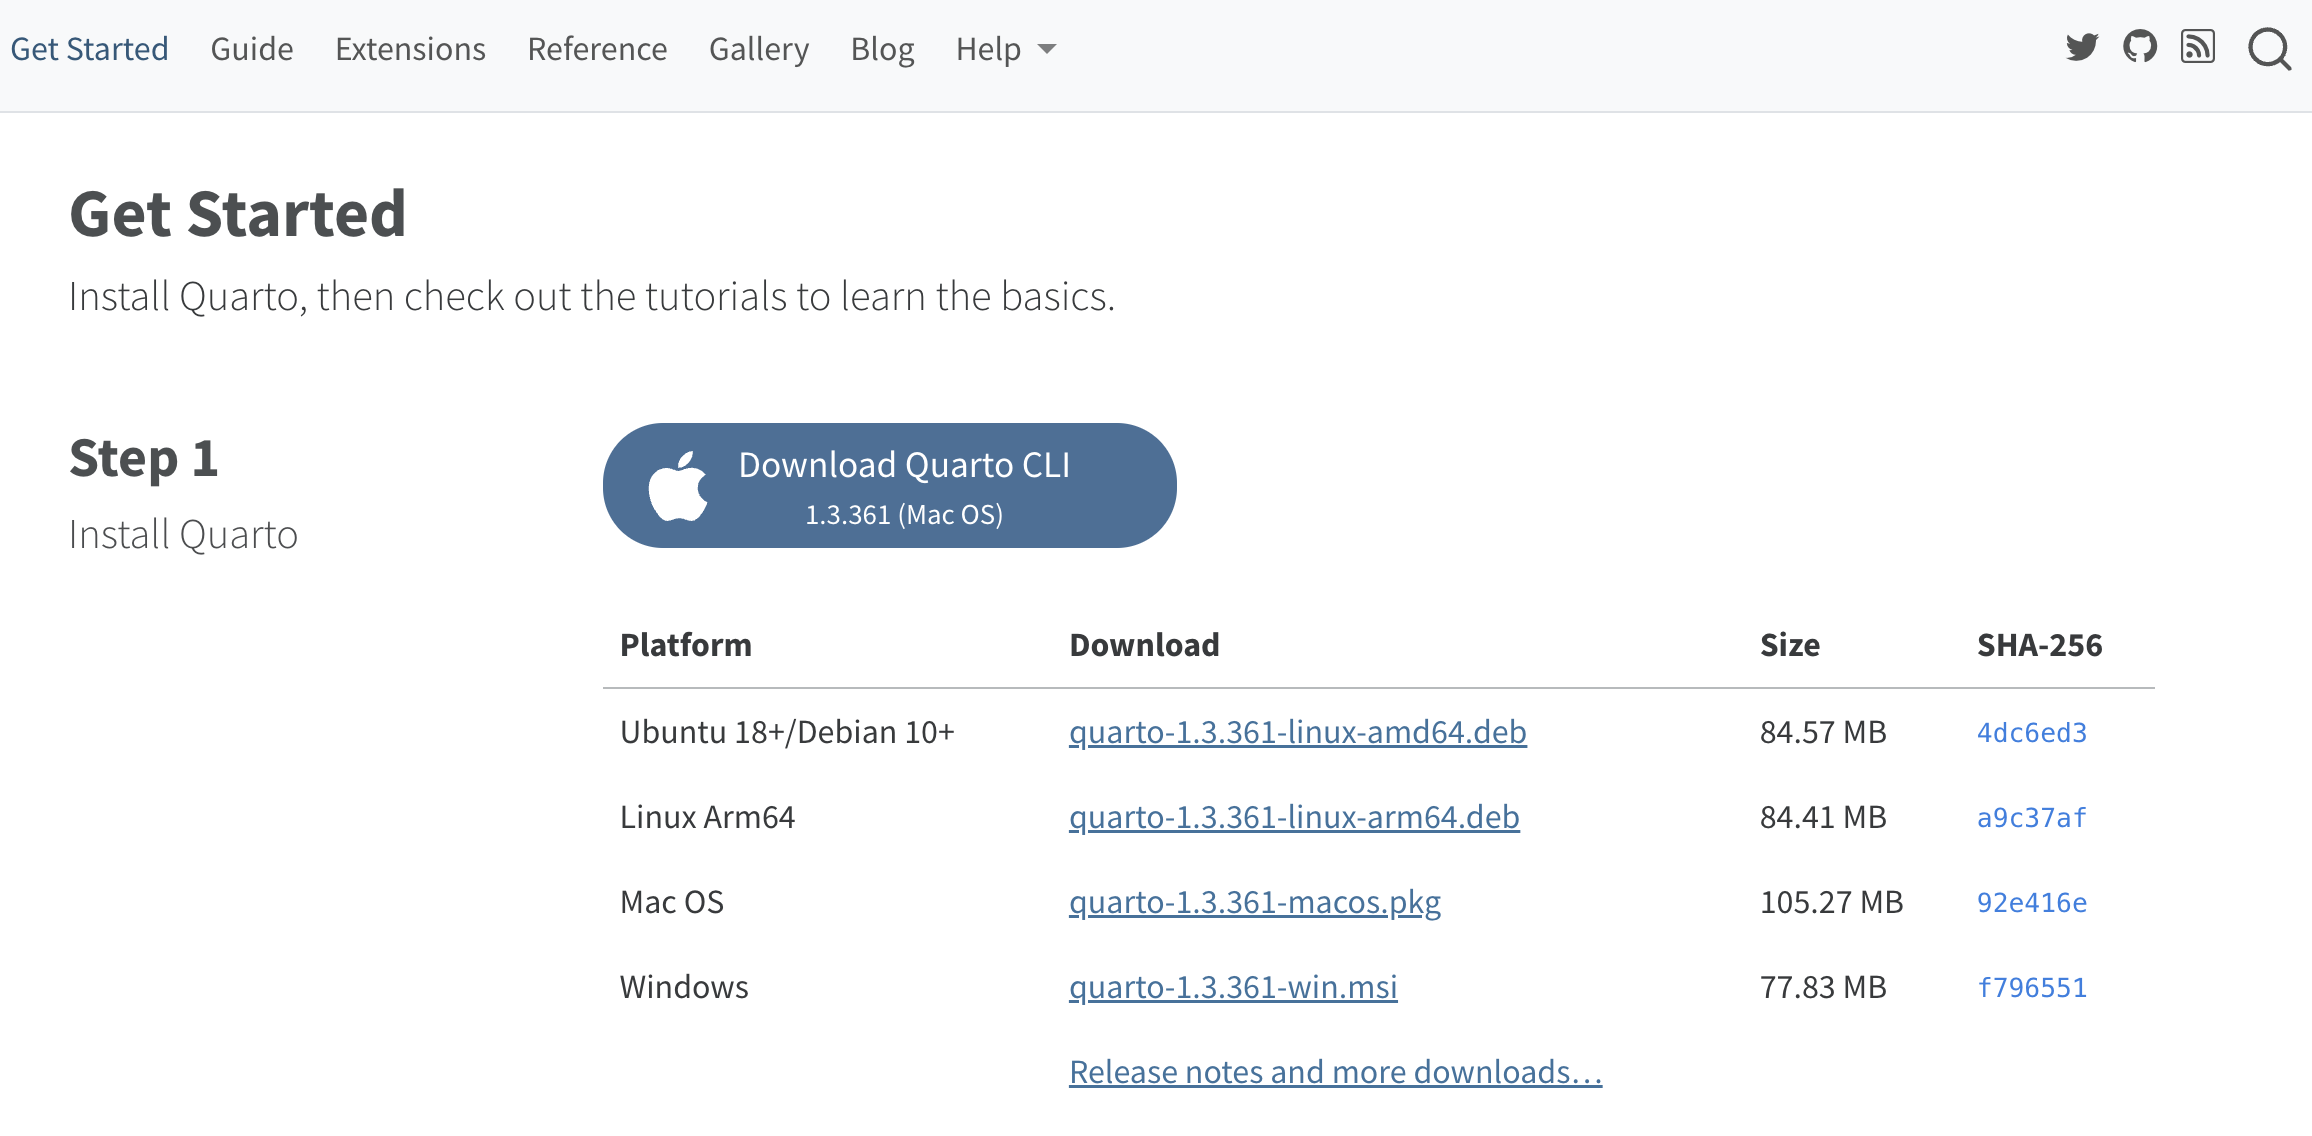 Get Started Guide Extensions Reference Gallery Blog Help
Get Started
Install Quarto, then check out the tutorials to learn the basics.
Step 1
Install Quarto
Download Quarto CLI
1.3.361 (Mac OS)
Platform Download Size SHA-256
Ubuntu 18+/Debian 10+ quarto-1.3.361-linux-amd64.deb 84.57 MB 4dc6ed3
Linux Arm64 quarto-1.3.361-linux-arm64.deb 84.41 MB a9c37af
Mac OS quarto-1.3.361-macos.pkg 105.27 MB 92e416e
Windows quarto-1.3.361-win.msi 77.83 MB f796551
Release notes and more downloads…